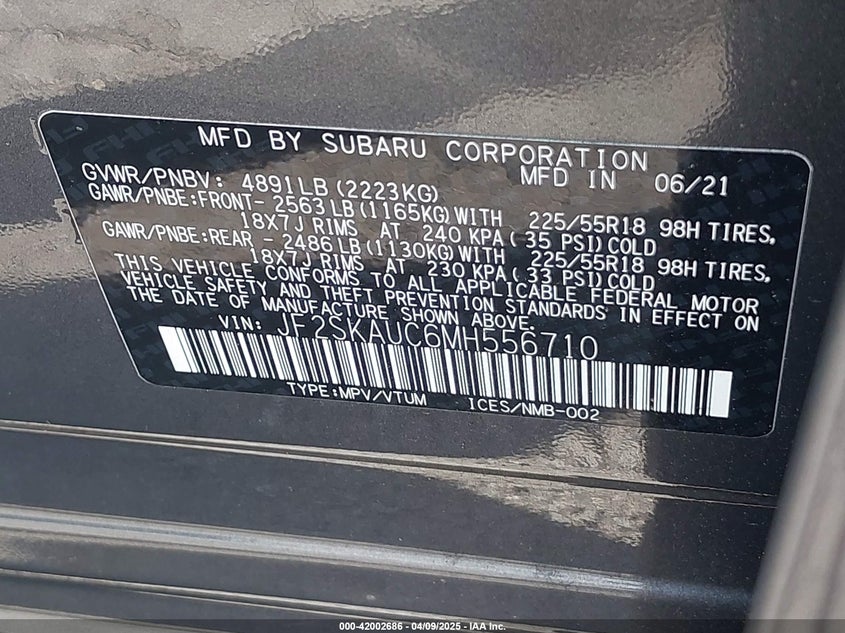 MFD BY SUBARU CORPORATION
GVWR/PNBV: 4891LB(2223KG) MFD IN 06/21
GAWR/PNBE:FRONT-2563LB(1165KG)WITH 225/55R18 98H TIRES,
18X7J RIMS AT 240 KPA(35 PSI)COLD
GAWR/PNBE:REAR -2486LB(1130KG)WITH 225/55R18 98H TIRES,
18X7J RIMS AT 230 KPA(33 PSI)COLD
THIS VEHICLE CONFORMS TO ALL APPLICABLE FEDERAL MOTOR
VEHICLE SAFETY AND THEFT PREVENTION STANDARDS IN EFFECT ON
THE DATE OF MANUFACTURE SHOWN ABOVE.
VIN: JF2SKAUC6MH556710
TYPE:MPV/VTUM ICES/NMB-002
000-42002686 - 04/09/2025 - IAA Inc.